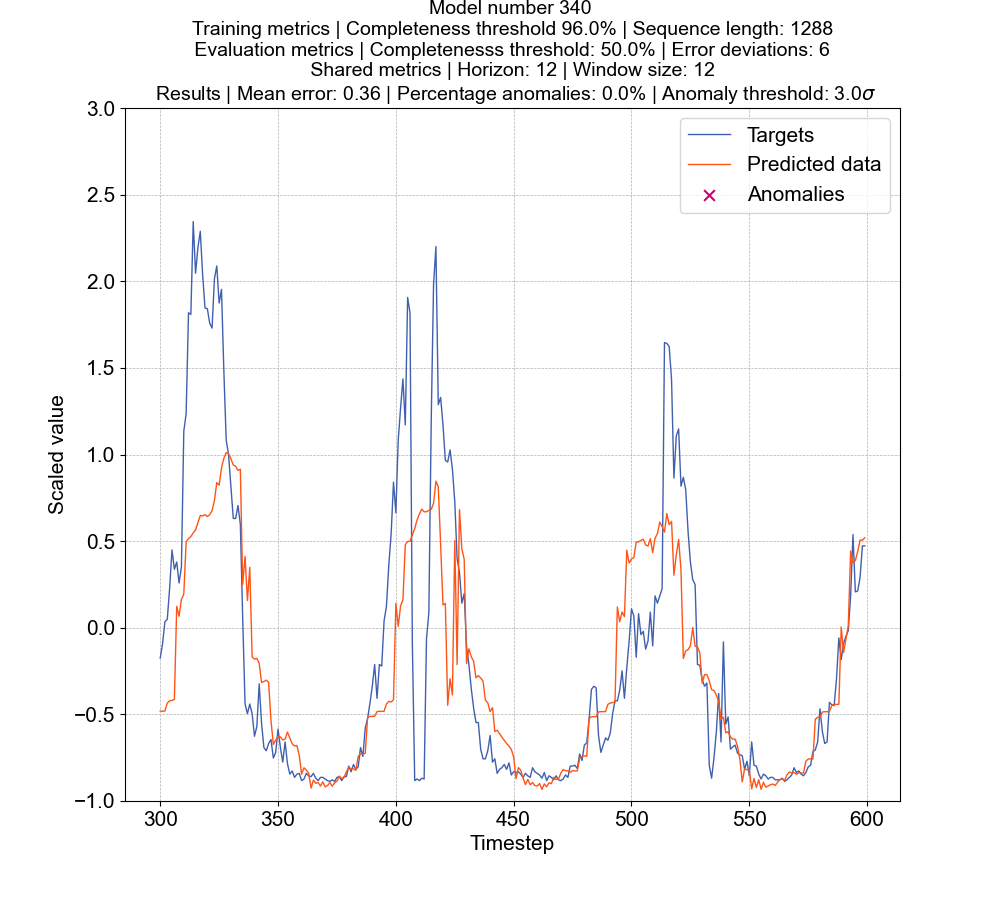 Model number 340
Training metrics | Completeness threshold 96.0% | Sequence length: 1288
Evaluation metrics | Completenesss threshold: 50.0% | Error deviations: 6
Shared metrics | Horizon: 12 | Window size: 12
Results | Mean error: 0.36 | Percentage anomalies: 0.0% | Anomaly threshold: 3.0σ
Targets
Predicted data
Anomalies
Scaled value
3.0
2.5
2.0
1.5
1.0
0.5
0.0
−0.5
−1.0
300 350 400 450 500 550 600
Timestep